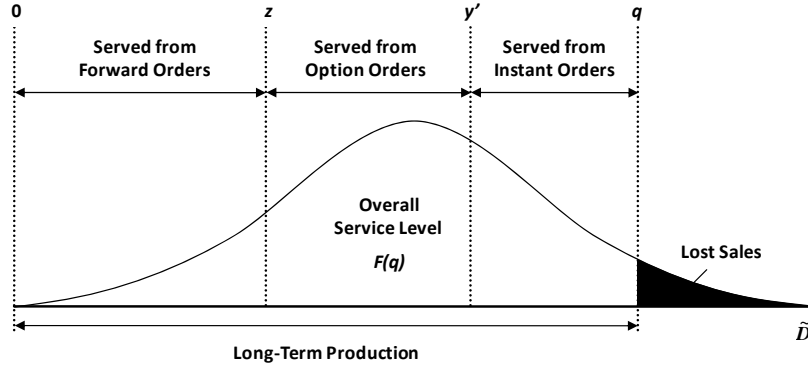 0 z y’ q
Served from Served from Served from
Forward Orders Option Orders Instant Orders
Overall
Service Level
F(q)
Lost Sales
D̃
Long-Term Production